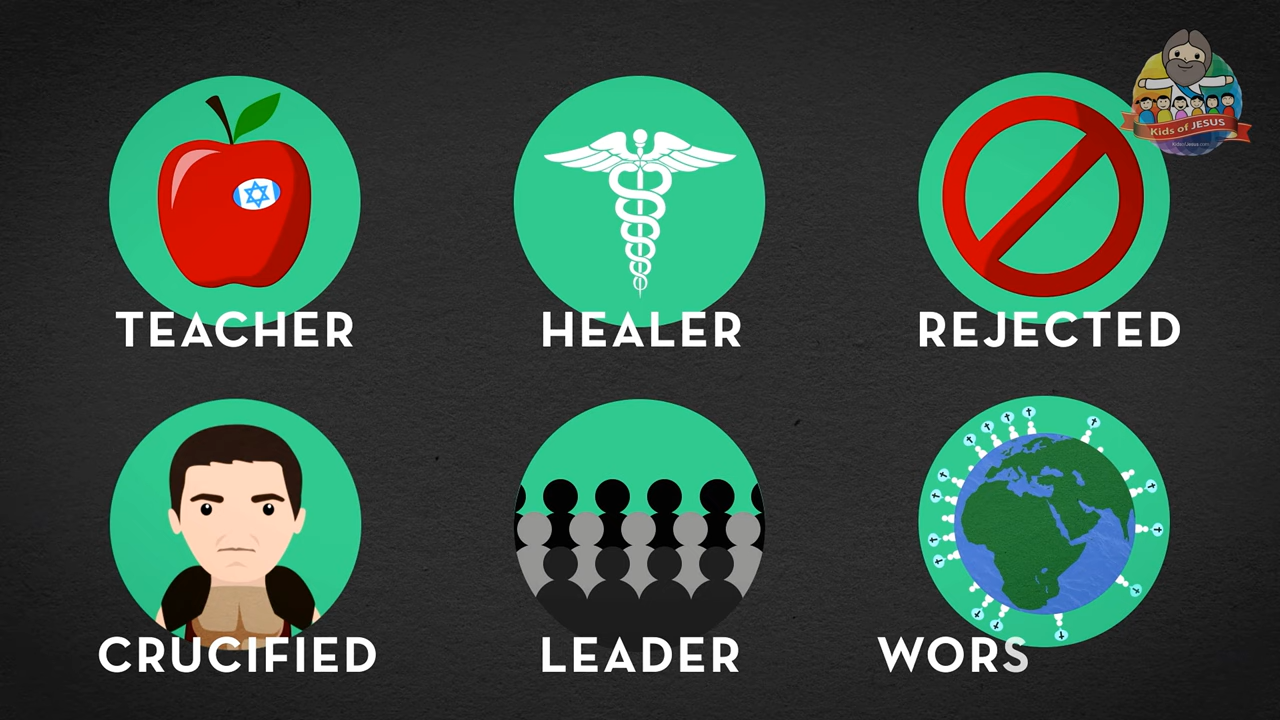 TEACHER
HEALER
REJECTED
CRUCIFIED
LEADER
WORS
Kids of JESUS